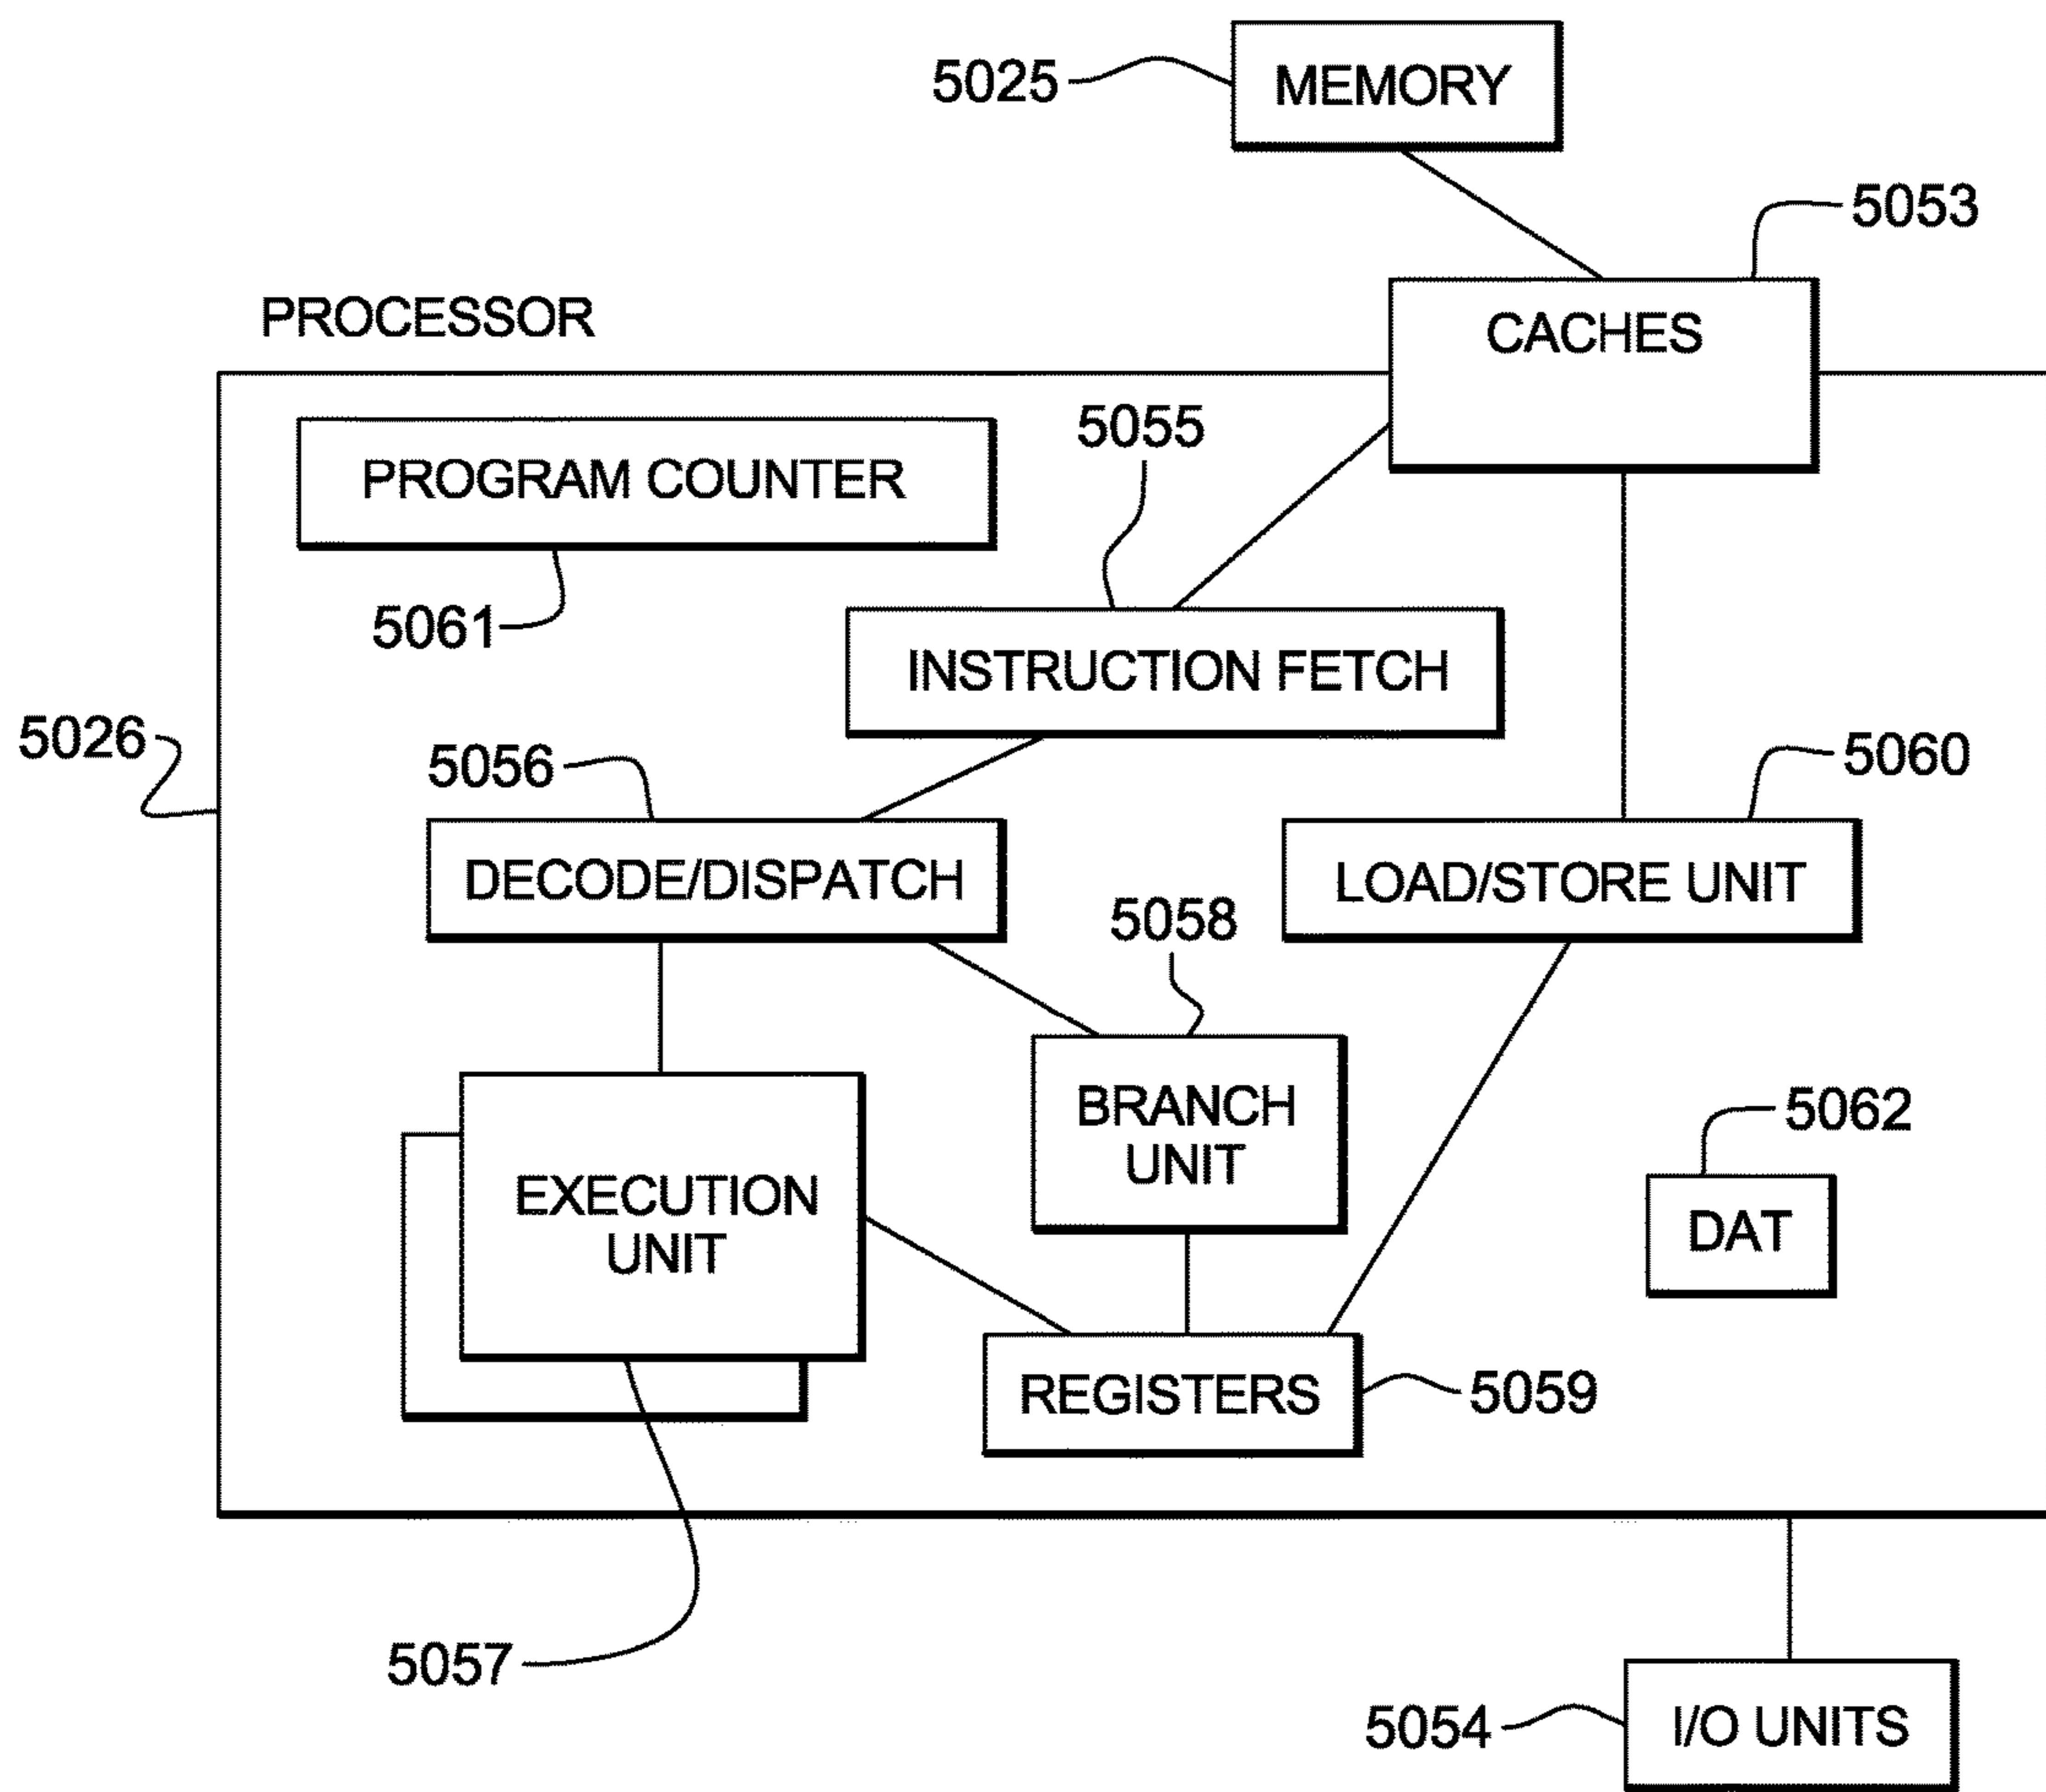 5025
MEMORY
5053
PROCESSOR
CACHES
5055
PROGRAM COUNTER
5061
INSTRUCTION FETCH
5026
5056
5060
DECODE/DISPATCH
LOAD/STORE UNIT
5058
BRANCH
UNIT
5062
EXECUTION
UNIT
DAT
REGISTERS
5059
5057
5054
I/O UNITS